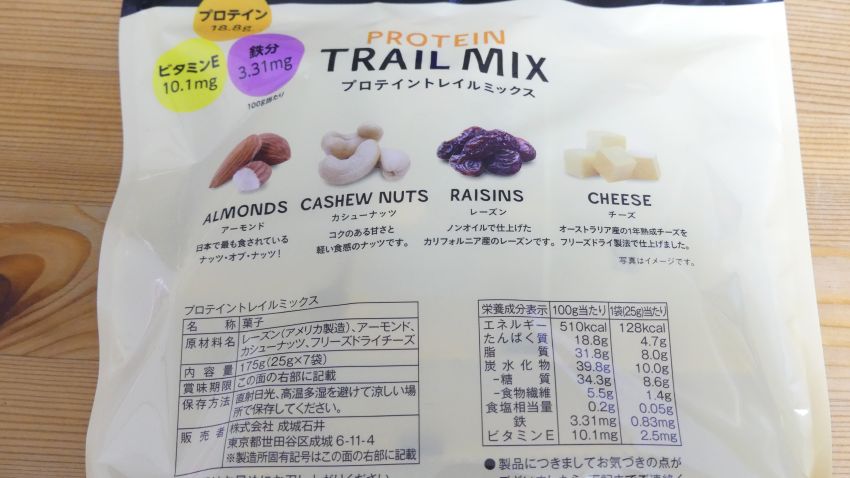 プロテイン
18.8g
ビタミンE
10.1mg
鉄分
3.31mg
100g当たり
PROTEIN
TRAIL MIX
プロテイントレイルミックス
ALMONDS
アーモンド
日本で最も食されている
ナッツ・オブ・ナッツ!
CASHEW NUTS
カシューナッツ
コクのある甘さと
軽い食感のナッツです。
RAISINS
レーズン
ノンオイルで仕上げた
カリフォルニア産のレーズンです。
CHEESE
チーズ
オーストラリア産の1年熟成チーズを
フリーズドライ製法で仕上げました。
写真はイメージです。
プロテイントレイルミックス
名称 菓子
原材料名 レーズン(アメリカ製造)、アーモンド、
カシューナッツ、フリーズドライチーズ
内容量 175g(25g×7袋)
賞味期限 この面の右部に記載
保存方法 直射日光、高温多湿を避けて涼しい場
所で保存してください。
販売者 株式会社 成城石井
東京都世田谷区成城 6-11-4
※製造所固有記号はこの面の右部に記載
栄養成分表示 100g当たり 1袋(25g)当たり
エネルギー 510kcal 128kcal
たんぱく質 18.8g 4.7g
脂質 31.8g 8.0g
炭水化物 39.8g 10.0g
-糖質 34.3g 8.6g
-食物繊維 5.5g 1.4g
食塩相当量 0.2g 0.05g
鉄 3.31mg 0.83mg
ビタミンE 10.1mg 2.5mg
●製品につきましてお気づきの点が